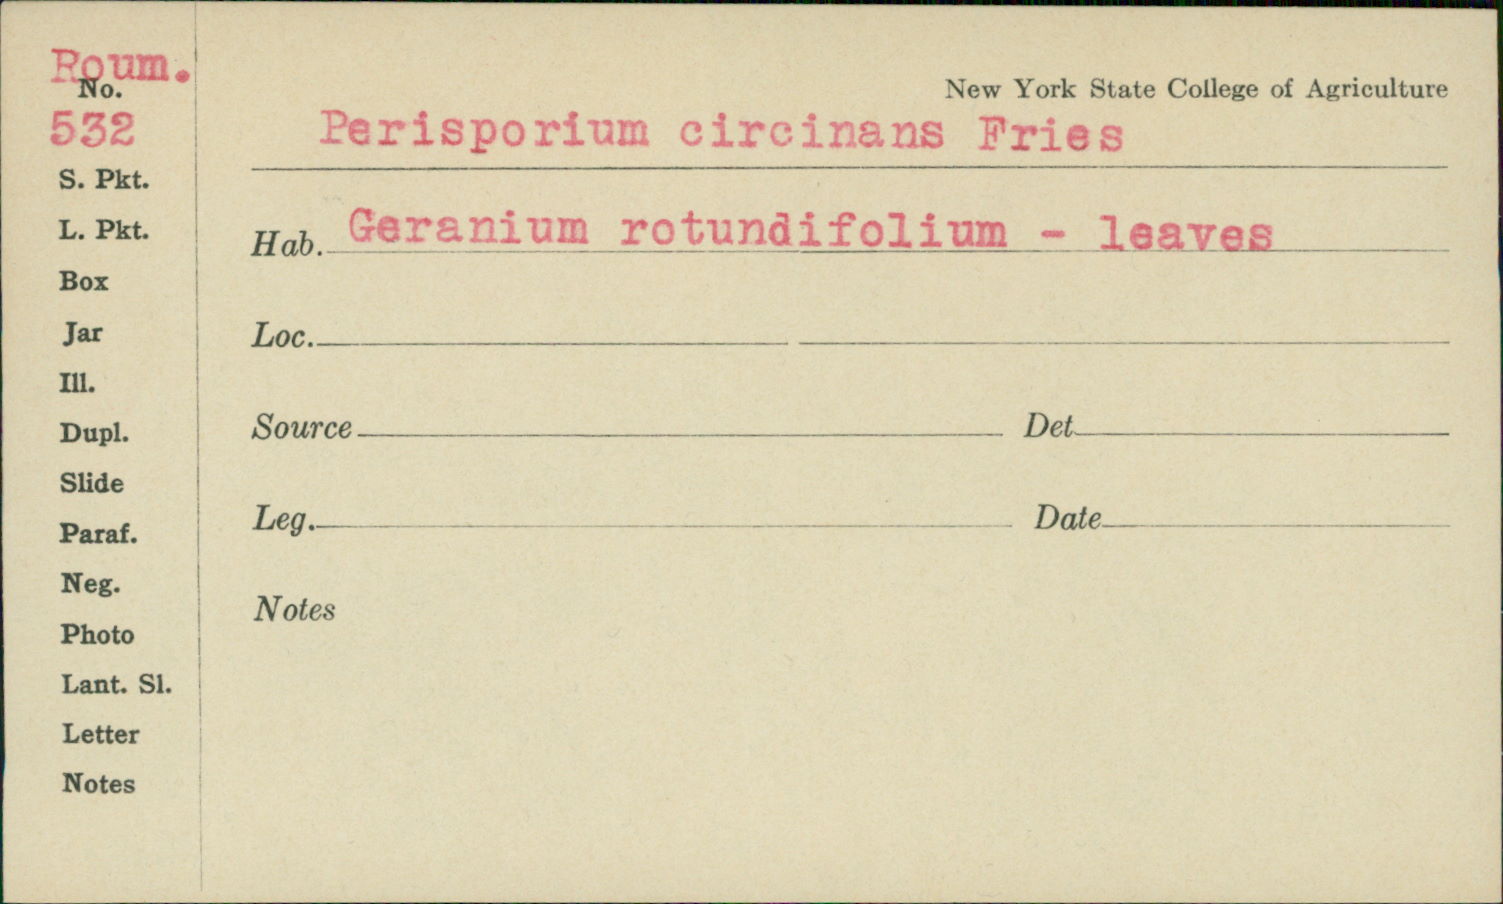 Roum.
No.
532
S. Pkt.
L. Pkt.
Box
Jar
Ill.
Dupl.
Slide
Paraf.
Neg.
Photo
Lant. Sl.
Letter
Notes
New York State College of Agriculture
Perisporium circinans Fries
Hab. Geranium rotundifolium - leaves
Loc.
Source Det
Leg. Date
Notes